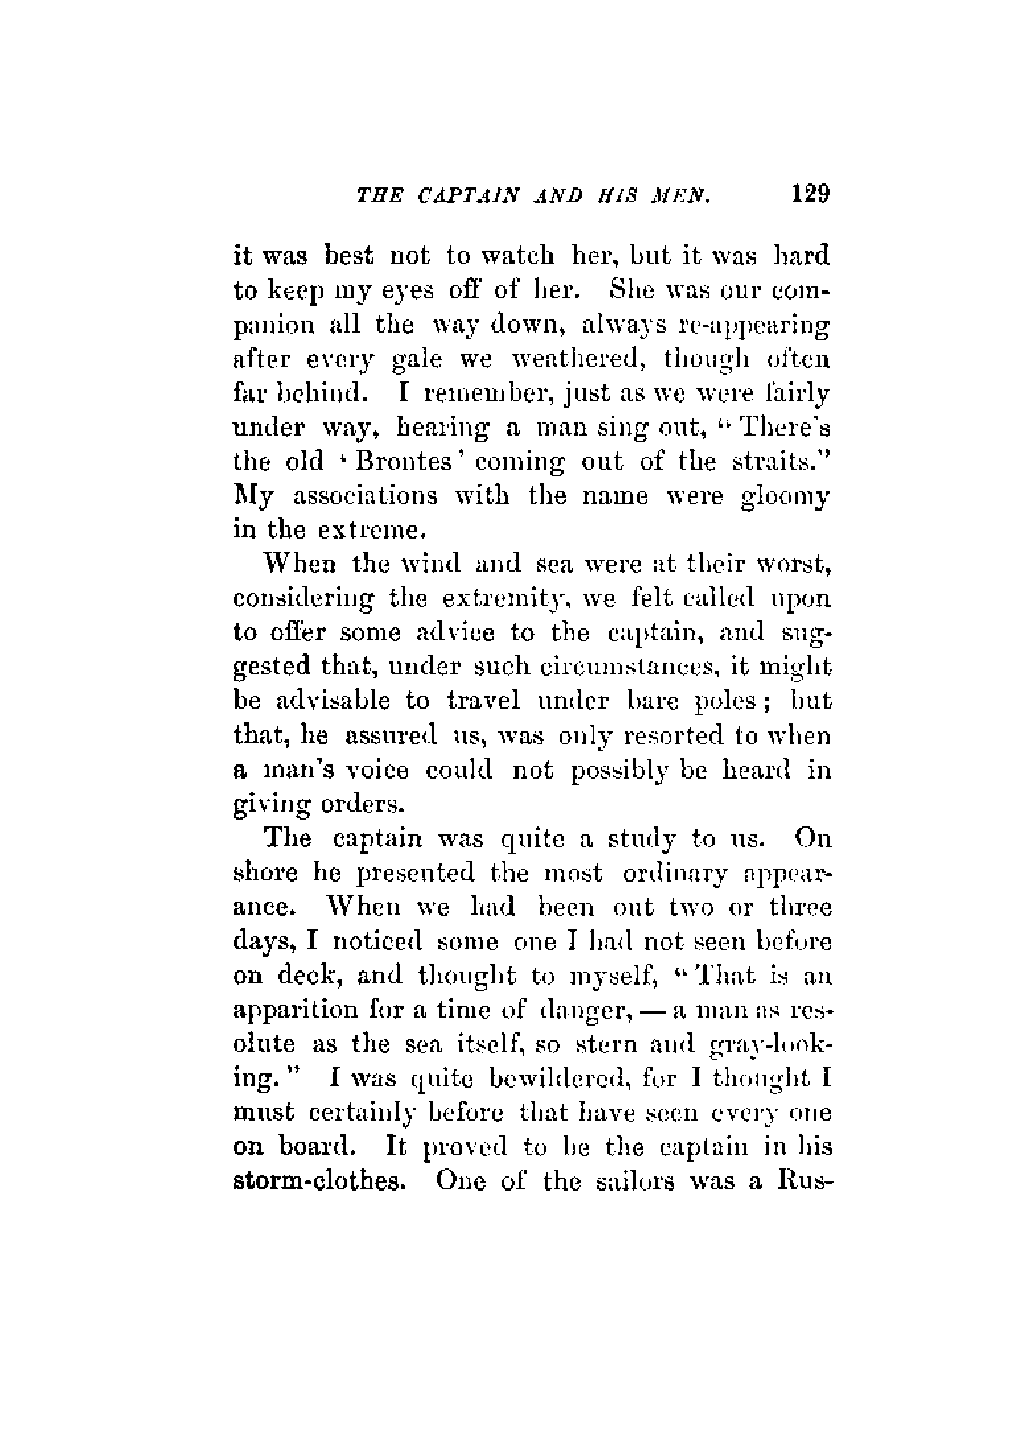 THE CAPTAIN AND HIS MEN. 129
it was best not to watch her, but it was hard
to keep my eyes off of her. She was our com-
panion all the way down, always re-appearing
after every gale we weathered, though often
far behind. I remember, just as we were fairly
under way, hearing a man sing out, “There's
the old ‘Brontes’ coming out of the straits.”
My associations with the name were gloomy
in the extreme.
When the wind and sea were at their worst,
considering the extremity, we felt called upon
to offer some advice to the captain, and sug-
gested that, under such circumstances, it might
be advisable to travel under bare poles; but
that, he assured us, was only resorted to when
a man's voice could not possibly be heard in
giving orders.
The captain was quite a study to us. On
shore he presented the most ordinary appear-
ance. When we had been out two or three
days, I noticed some one I had not seen before
on deck, and thought to myself, “That is an
apparition for a time of danger, — a man as res-
olute as the sea itself, so stern and gray-look-
ing.” I was quite bewildered, for I thought I
must certainly before that have seen every one
on board. It proved to be the captain in his
storm-clothes. One of the sailors was a Rus-